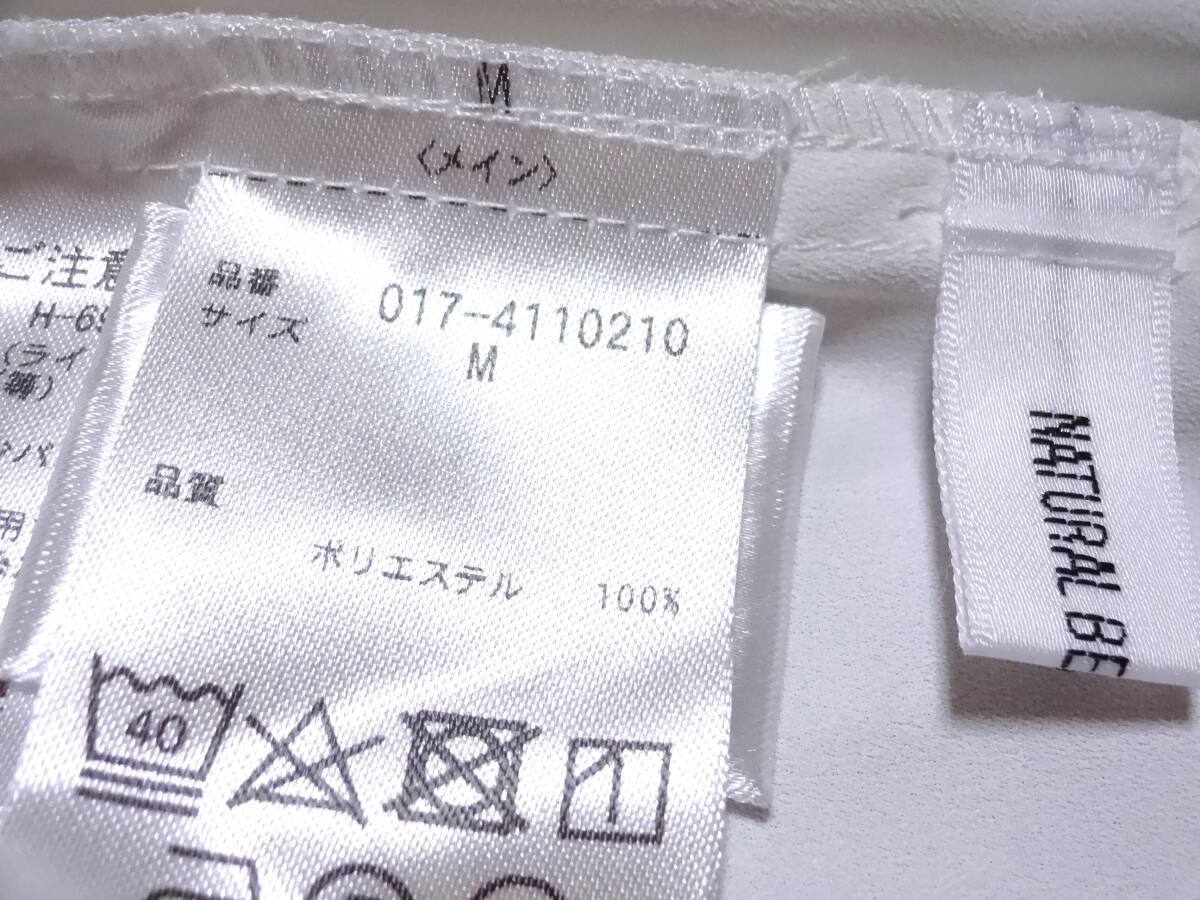 M
〈メイン〉
品番 017-4110210
サイズ M
品質
ポリエステル 100%
40
ご注意
H-6
(ライ
用
NATURAL BE